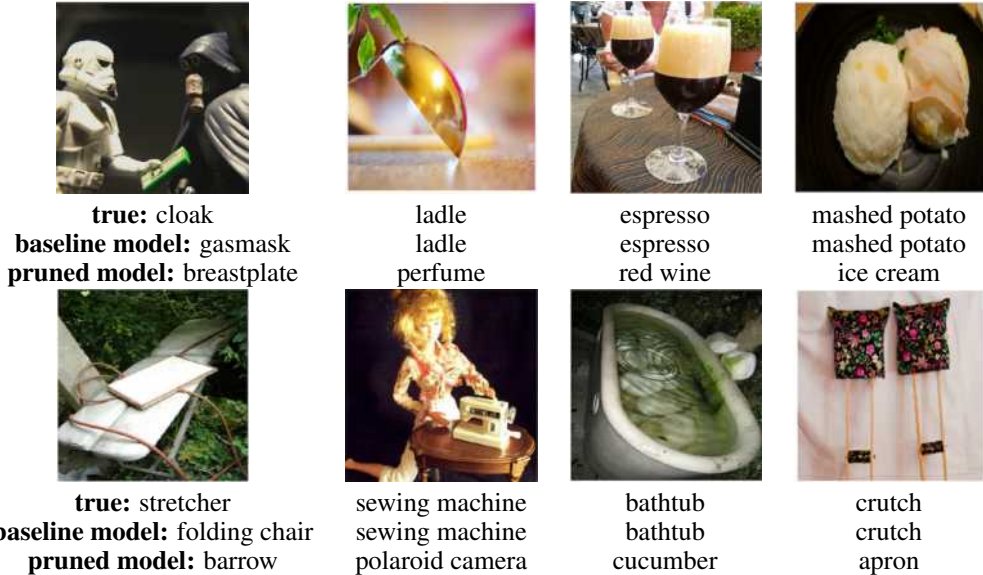 true: cloak ladle espresso mashed potato
baseline model: gasmask ladle espresso mashed potato
pruned model: breastplate perfume red wine ice cream
true: stretcher sewing machine bathtub crutch
baseline model: folding chair sewing machine bathtub crutch
pruned model: barrow polaroid camera cucumber apron